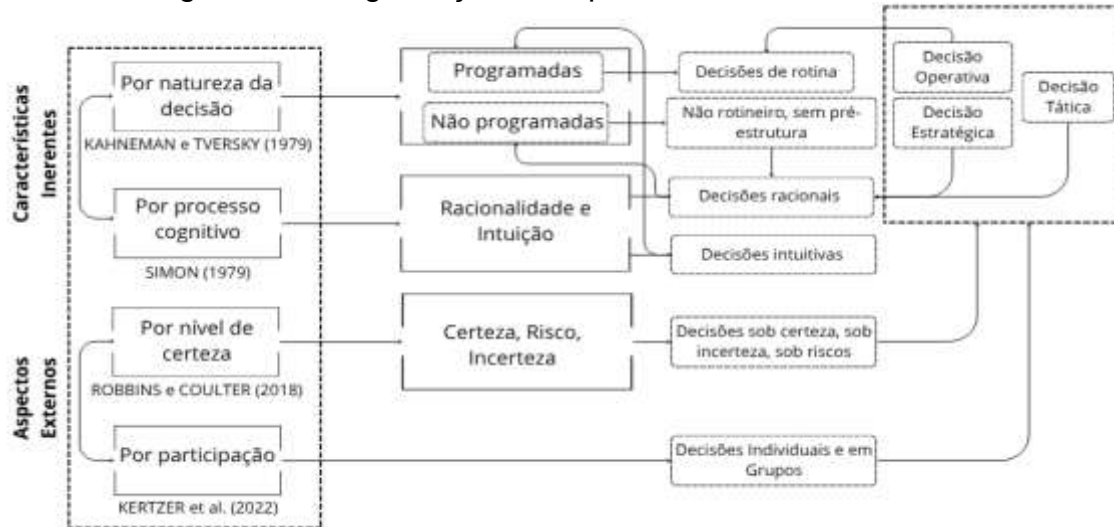 Características
Inerentes
Aspectos
Externos
Por natureza da
decisão
KAHNEMAN e TVERSKY (1979)
Por processo
cognitivo
SIMON (1979)
Por nível de
certeza
ROBBINS e COULTER (2018)
Por participação
KERTZER et al. (2022)
Programadas
Não programadas
Racionalidade e
Intuição
Certeza, Risco,
Incerteza
Decisões de rotina
Não rotineiro, sem pré-
estrutura
Decisões racionais
Decisões intuitivas
Decisões sob certeza, sob
incerteza, sob riscos
Decisões Individuais e em
Grupos
Decisão
Operativa
Decisão
Estratégica
Decisão
Tática